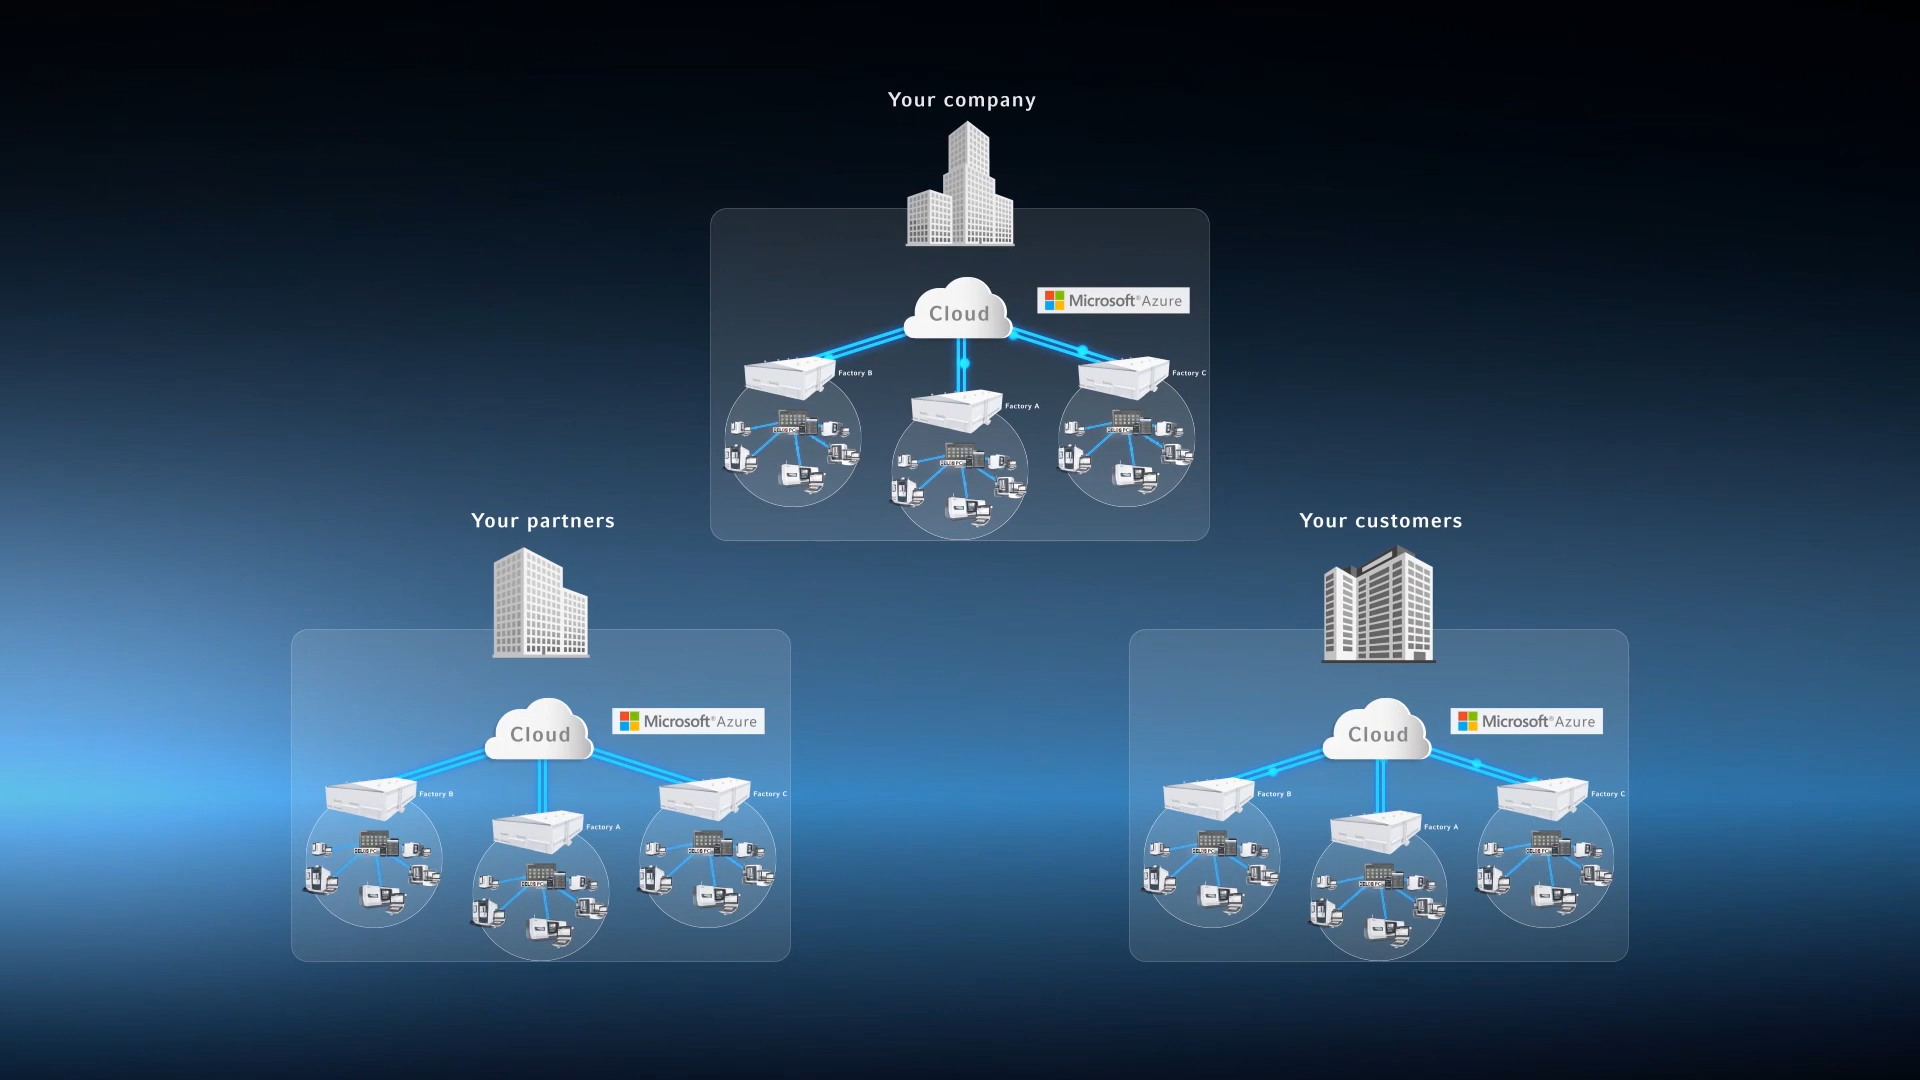 Your company
Cloud
Microsoft® Azure
Factory B
Factory C
Factory A
Your partners
Your customers
Cloud
Microsoft® Azure
Factory B
Factory C
Factory A
Cloud
Microsoft® Azure
Factory B
Factory C
Factory A